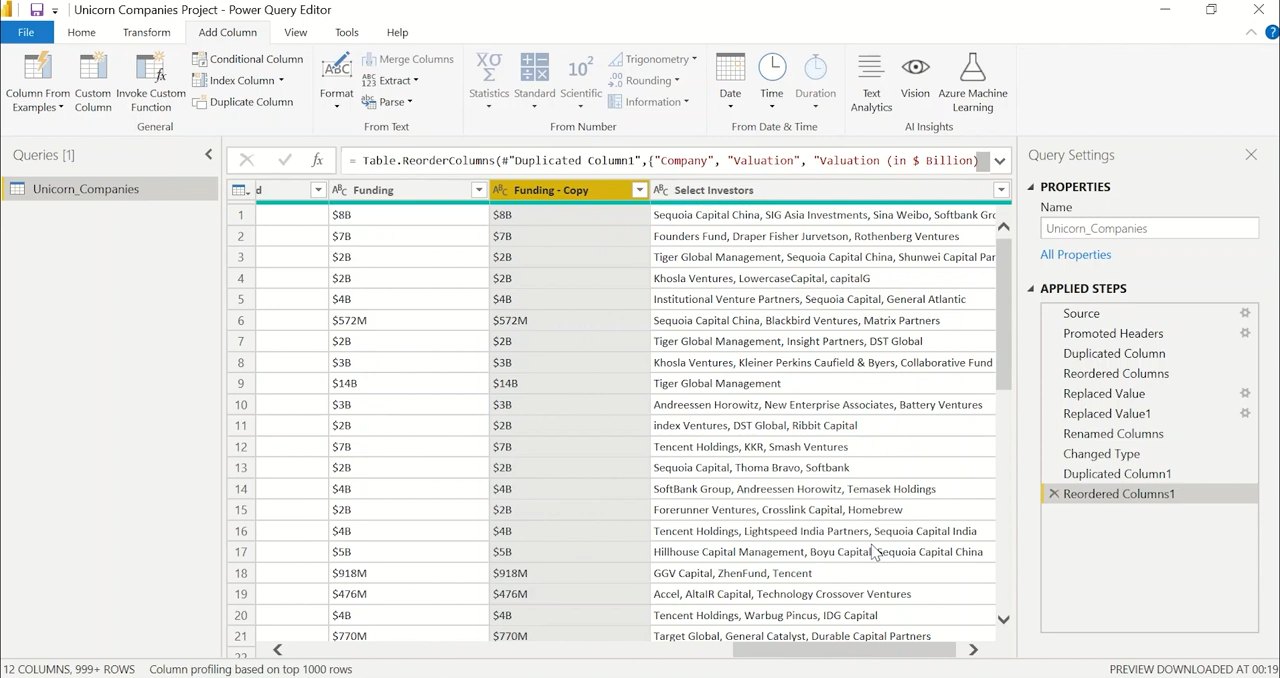 Unicorn Companies Project - Power Query Editor
File Home Transform Add Column View Tools Help
Column From Examples
Custom Column
Invoke Custom Function
Conditional Column
Index Column
Duplicate Column
General
Format
Merge Columns
Extract
Parse
From Text
Statistics
Standard
Scientific
Trigonometry
Rounding
Information
From Number
Date
Time
Duration
From Date & Time
Text Analytics
Vision
Azure Machine Learning
AI Insights
Queries [1]
Unicorn_Companies
= Table.ReorderColumns(#"Duplicated Column1",{"Company", "Valuation", "Valuation (in $ Billion)
d Funding Funding - Copy Select Investors
1 $8B $8B Sequoia Capital China, SIG Asia Investments, Sina Weibo, Softbank Gro
2 $7B $7B Founders Fund, Draper Fisher Jurvetson, Rothenberg Ventures
3 $2B $2B Tiger Global Management, Sequoia Capital China, Shunwei Capital Par
4 $2B $2B Khosla Ventures, LowercaseCapital, capitalG
5 $4B $4B Institutional Venture Partners, Sequoia Capital, General Atlantic
6 $572M $572M Sequoia Capital China, Blackbird Ventures, Matrix Partners
7 $2B $2B Tiger Global Management, Insight Partners, DST Global
8 $3B $3B Khosla Ventures, Kleiner Perkins Caufield & Byers, Collaborative Fund
9 $14B $14B Tiger Global Management
10 $3B $3B Andreessen Horowitz, New Enterprise Associates, Battery Ventures
11 $2B $2B index Ventures, DST Global, Ribbit Capital
12 $7B $7B Tencent Holdings, KKR, Smash Ventures
13 $2B $2B Sequoia Capital, Thoma Bravo, Softbank
14 $4B $4B SoftBank Group, Andreessen Horowitz, Temasek Holdings
15 $2B $2B Forerunner Ventures, Crosslink Capital, Homebrew
16 $4B $4B Tencent Holdings, Lightspeed India Partners, Sequoia Capital India
17 $5B $5B Hillhouse Capital Management, Boyu Capital, Sequoia Capital China
18 $918M $918M GGV Capital, ZhenFund, Tencent
19 $476M $476M Accel, AltaIR Capital, Technology Crossover Ventures
20 $4B $4B Tencent Holdings, Warbug Pincus, IDG Capital
21 $770M $770M Target Global, General Catalyst, Durable Capital Partners
22
Query Settings
PROPERTIES
Name
Unicorn_Companies
All Properties
APPLIED STEPS
Source
Promoted Headers
Duplicated Column
Reordered Columns
Replaced Value
Replaced Value1
Renamed Columns
Changed Type
Duplicated Column1
Reordered Columns1
12 COLUMNS, 999+ ROWS Column profiling based on top 1000 rows
PREVIEW DOWNLOADED AT 00:19